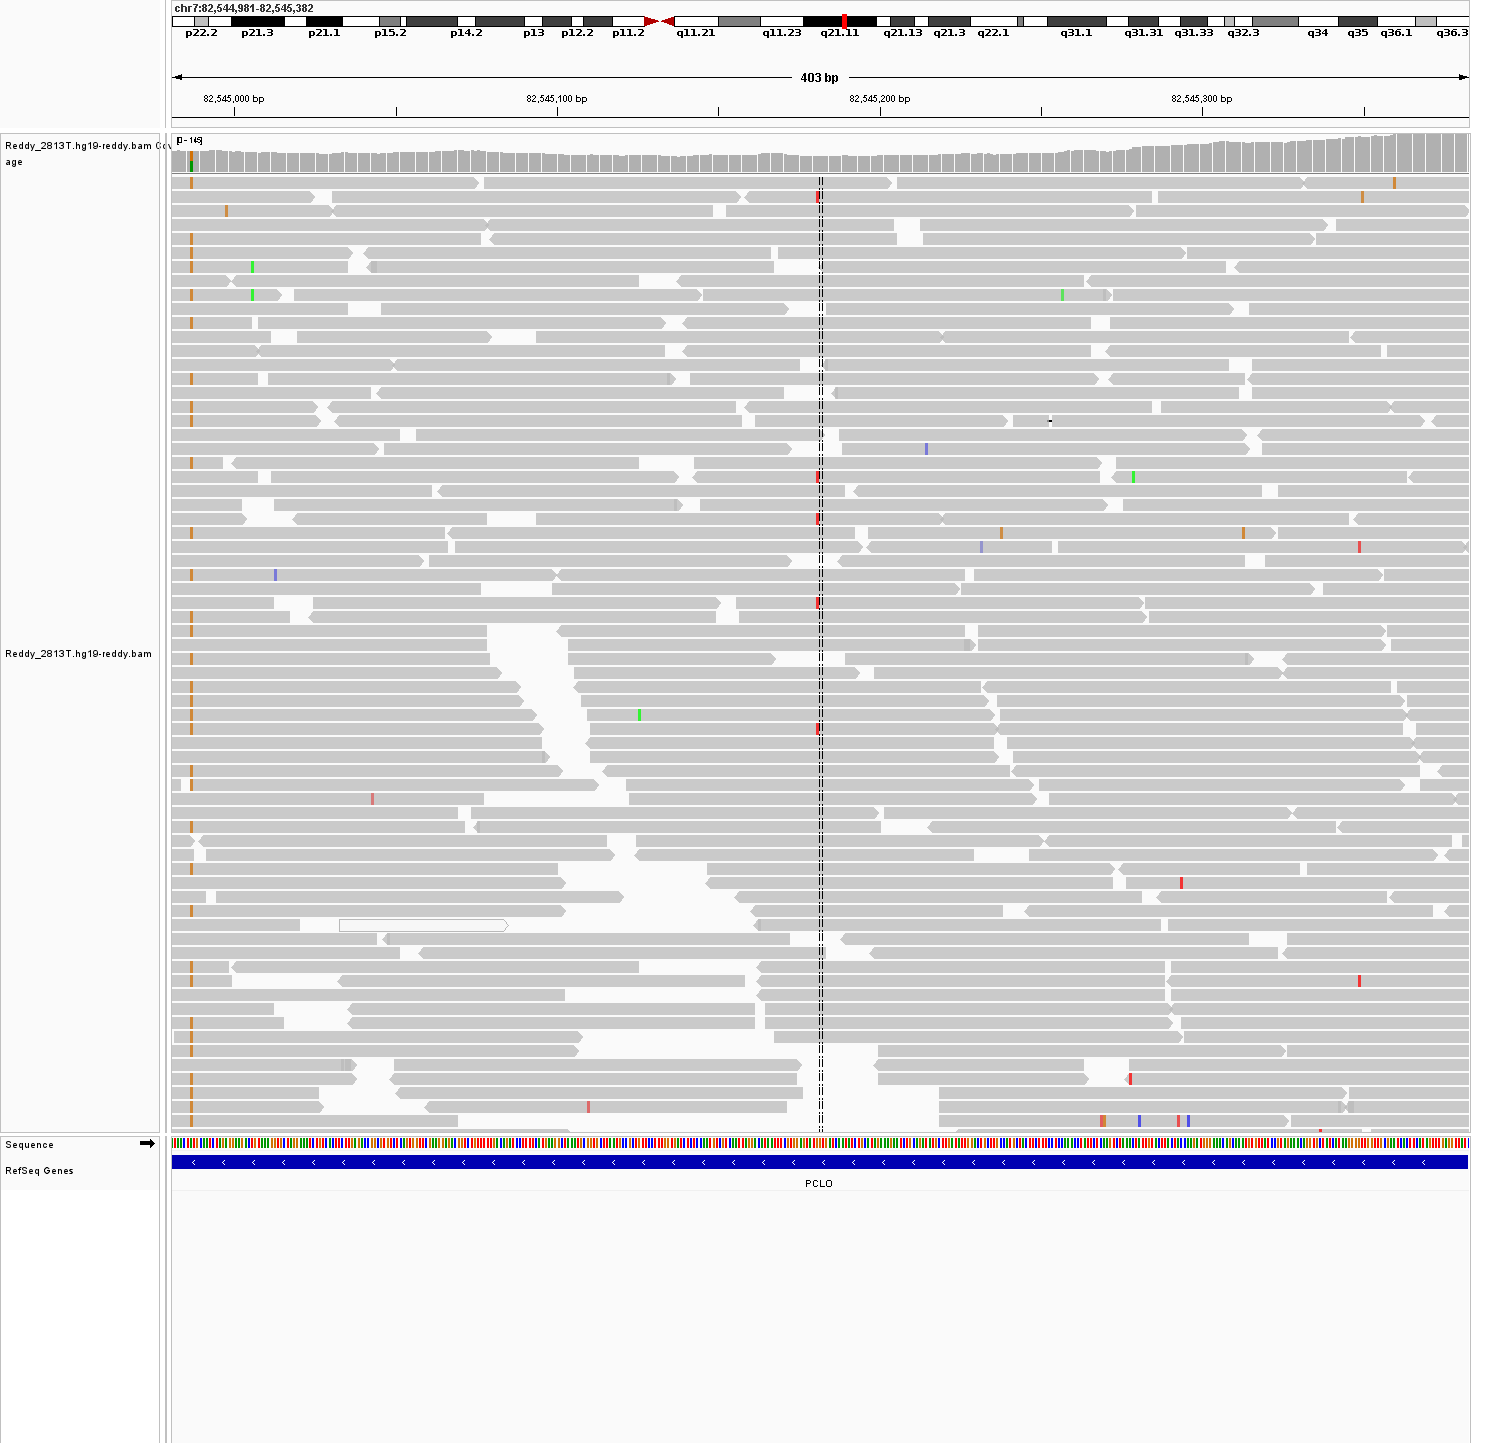 chr7:82,544,981-82,545,382
p22.2 p21.3 p21.1 p15.2 p14.2 p13 p12.2 p11.2 q11.21 q11.23 q21.11 q21.13 q21.3 q22.1 q31.1 q31.31 q31.33 q32.3 q34 q35 q36.1 q36.3
403 bp
82,545,000 bp 82,545,100 bp 82,545,200 bp 82,545,300 bp
Reddy_2813T.hg19-reddy.bam Cov
age
[0 - 145]
Reddy_2813T.hg19-reddy.bam
Sequence
RefSeq Genes
PCLO